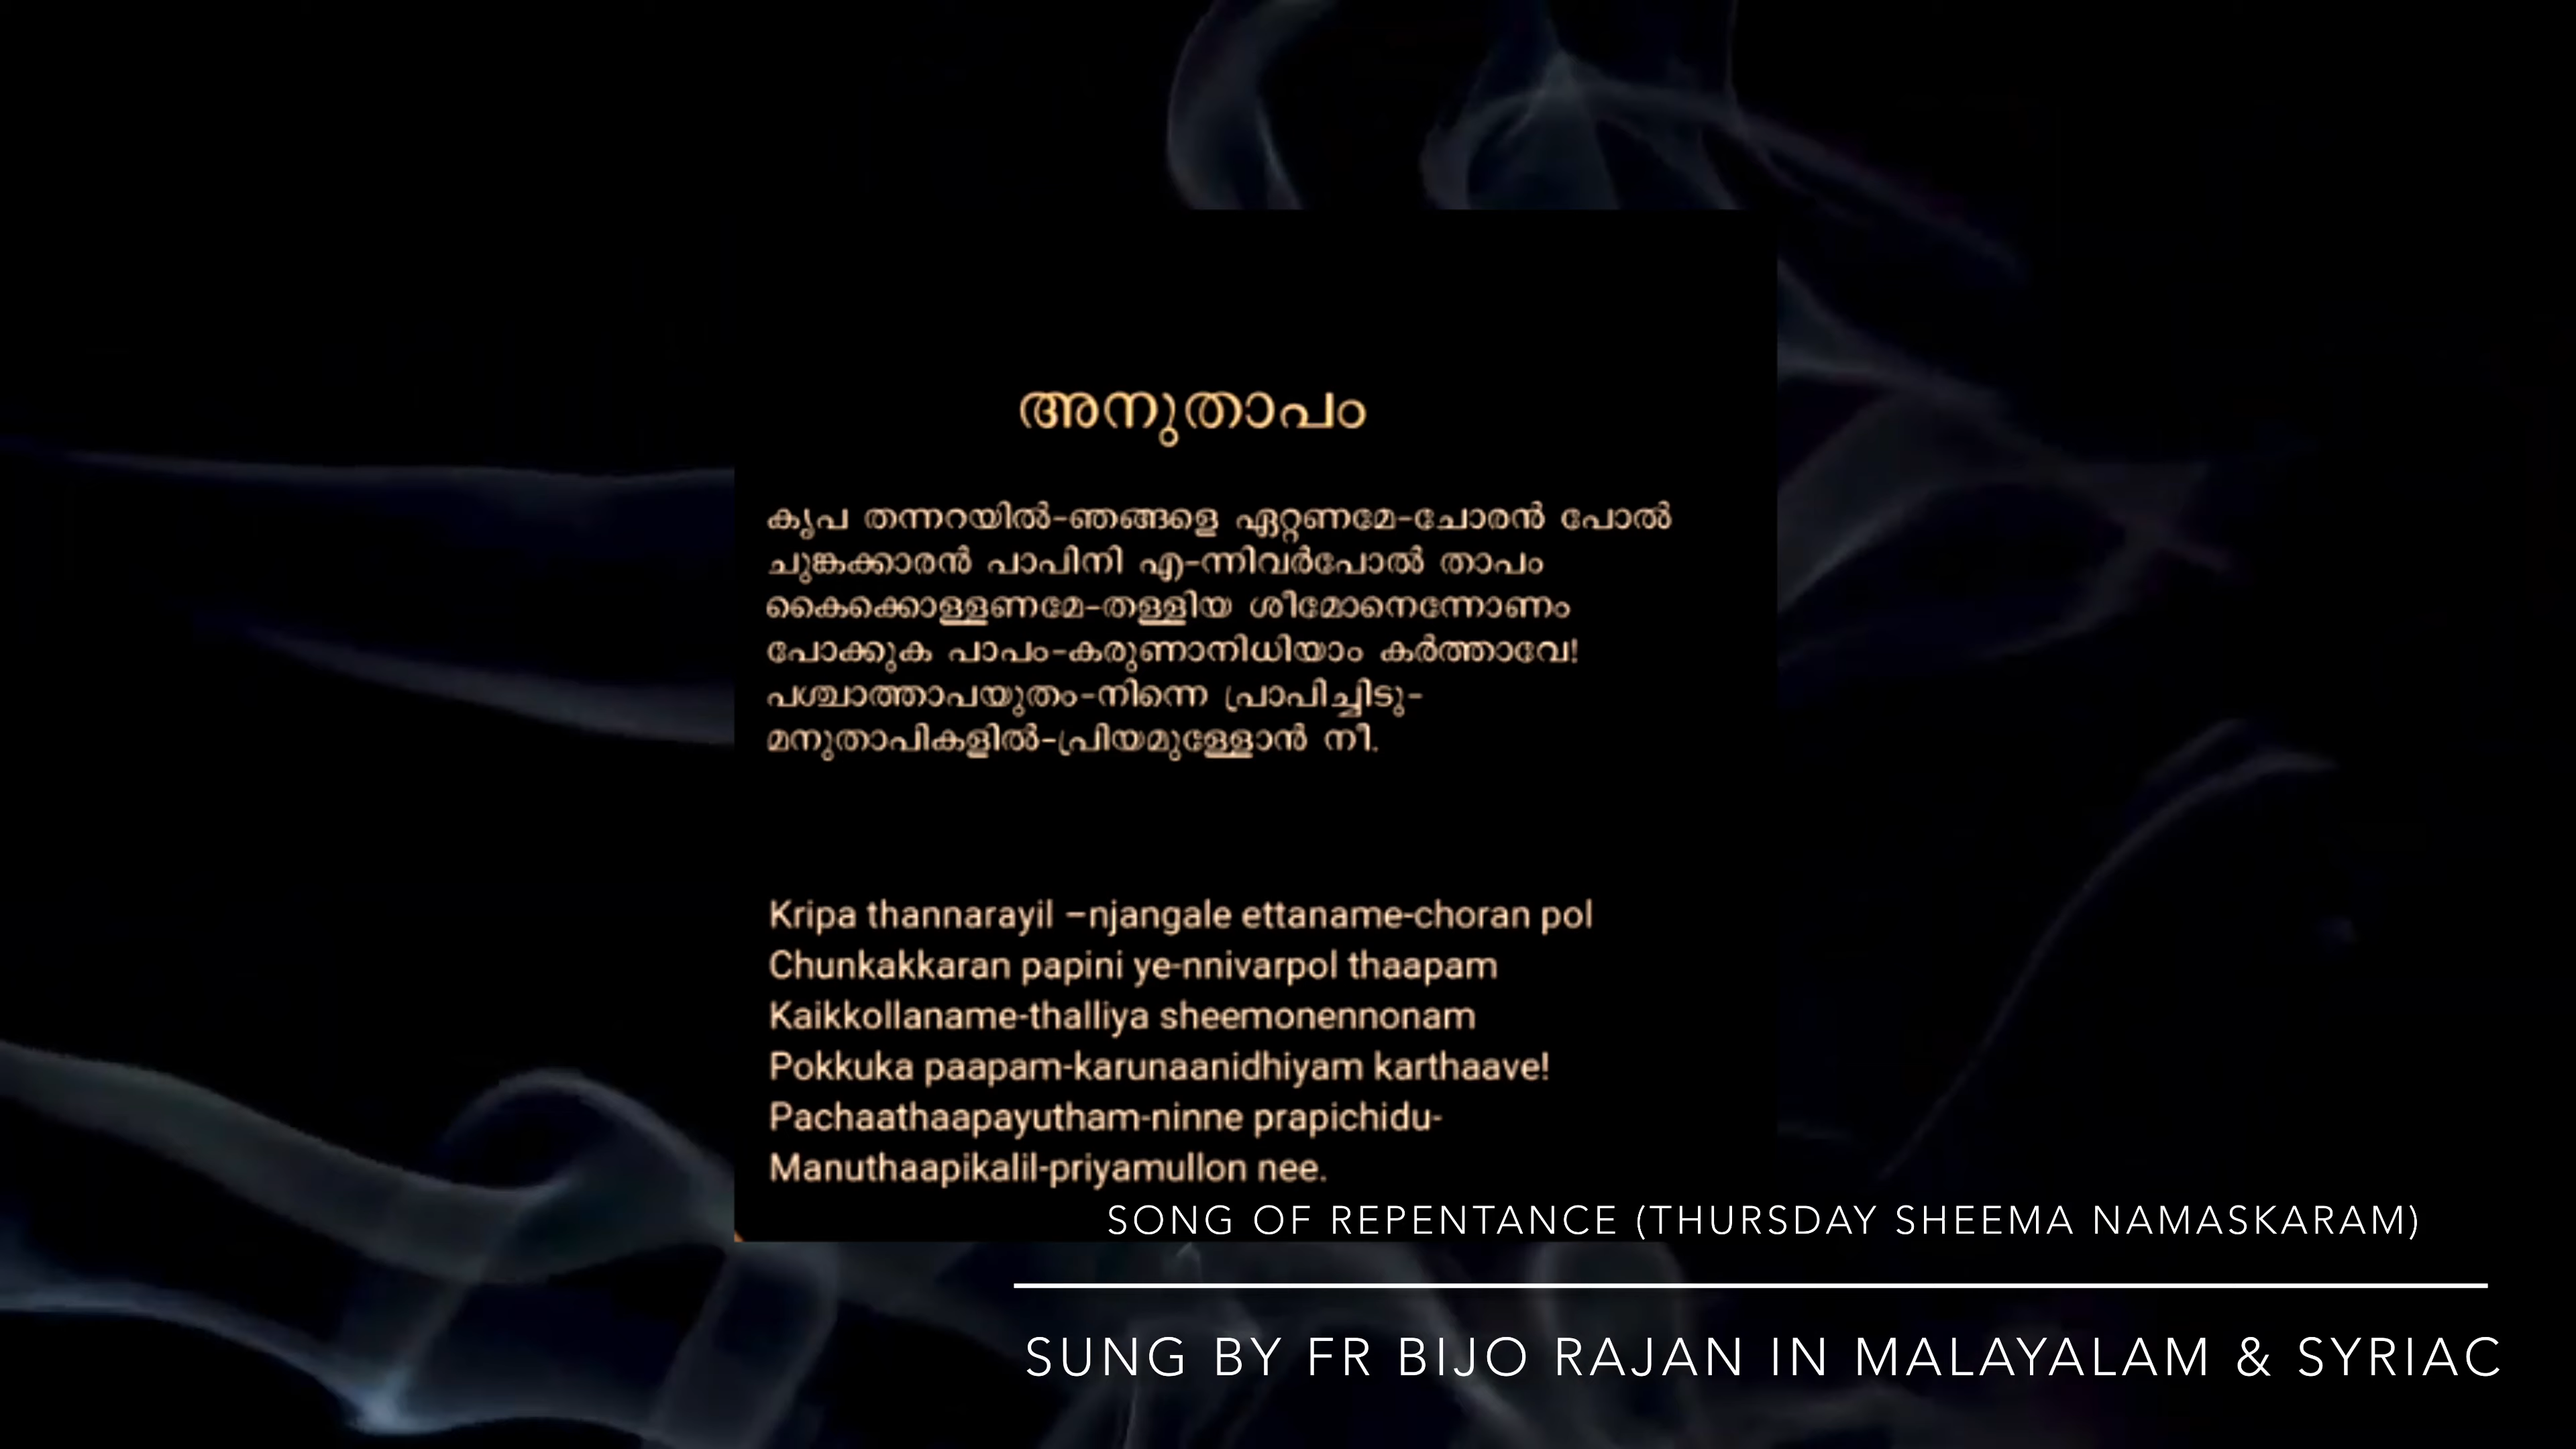 അനുതാപം
കൃപ തന്നറയിൽ-ഞങ്ങളെ ഏറ്റണമേ-ചോരൻ പോൽ
ചുങ്കക്കാരൻ പാപിനി എ-ന്നിവർപോൽ താപം
കൈക്കൊള്ളണമേ-തള്ളിയ ശീമോനെന്നോണം
പോക്കുക പാപം-കരുണാനിധിയാം കർത്താവേ!
പശ്ചാത്താപയുതം-നിന്നെ പ്രാപിച്ചിടു-
മനുതാപികളിൽ-പ്രിയമുള്ളോൻ നീ.
Kripa thannarayil –njangale ettaname-choran pol
Chunkakkaran papini ye-nnivarpol thaapam
Kaikkollaname-thalliya sheemonennonam
Pokkuka paapam-karunaanidhiyam karthaave!
Pachaathaapayutham-ninne prapichidu-
Manuthaapikalil-priyamullon nee.
SONG OF REPENTANCE (THURSDAY SHEEMA NAMASKARAM)
SUNG BY FR BIJO RAJAN IN MALAYALAM & SYRIAC